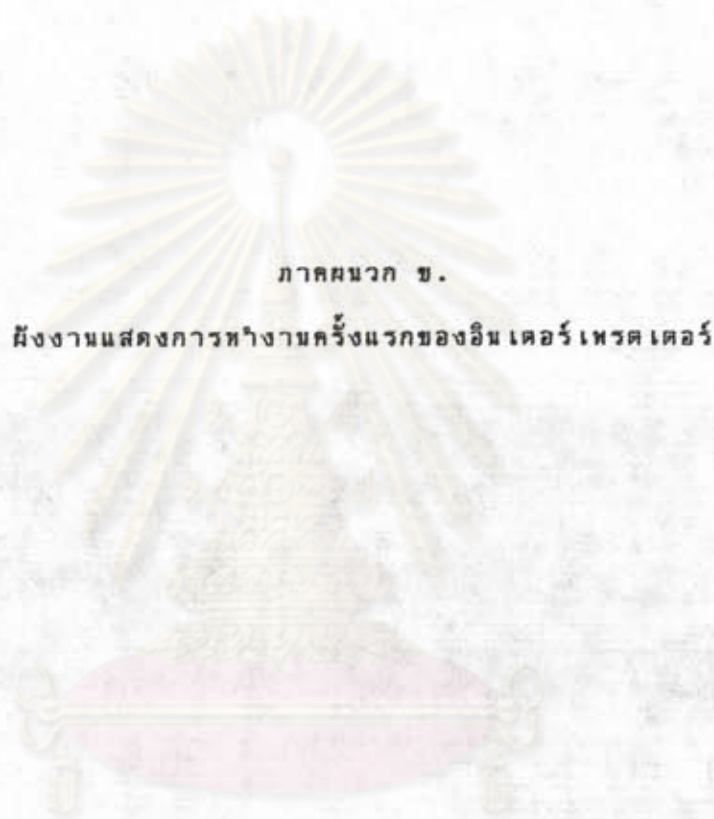 ภาคผนวก ข.
ผังงานแสดงการทำงานครั้งแรกของอินเตอร์เพรตเตอร์